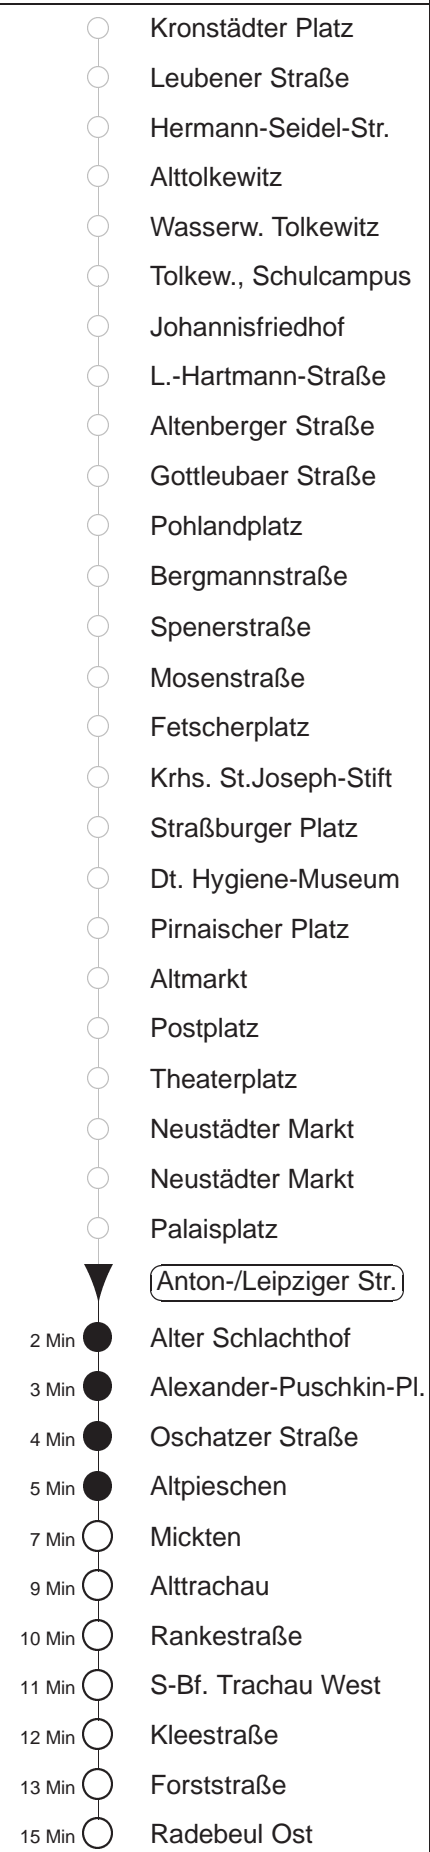 Kronstädter Platz
Leubener Straße
Hermann-Seidel-Str.
Alttolkewitz
Wasserw. Tolkewitz
Tolkew., Schulcampus
Johannisfriedhof
L.-Hartmann-Straße
Altenberger Straße
Gottleubaer Straße
Pohlandplatz
Bergmannstraße
Spenerstraße
Mosenstraße
Fetscherplatz
Krhs. St.Joseph-Stift
Straßburger Platz
Dt. Hygiene-Museum
Pirnaischer Platz
Altmarkt
Postplatz
Theaterplatz
Neustädter Markt
Neustädter Markt
Palaisplatz
Anton-/Leipziger Str.
2 Min Alter Schlachthof
3 Min Alexander-Puschkin-Pl.
4 Min Oschatzer Straße
5 Min Altpieschen
7 Min Mickten
9 Min Alttrachau
10 Min Rankestraße
11 Min S-Bf. Trachau West
12 Min Kleestraße
13 Min Forststraße
15 Min Radebeul Ost